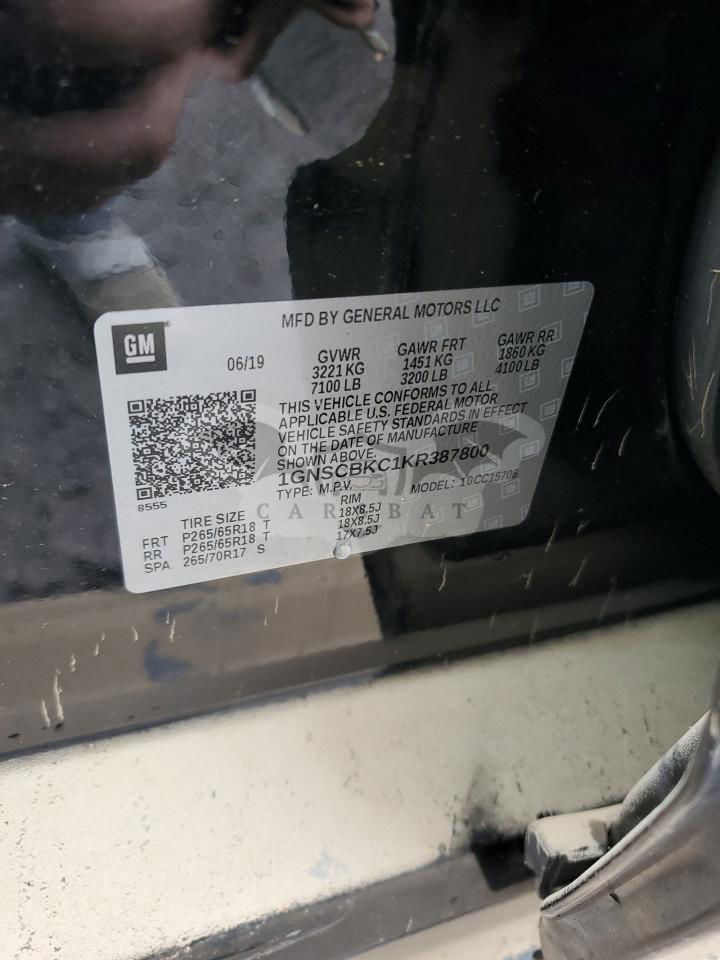 MFD BY GENERAL MOTORS LLC
GM
06/19
GVWR GAWR FRT GAWR RR
3221 KG 1451 KG 1860 KG
7100 LB 3200 LB 4100 LB
THIS VEHICLE CONFORMS TO ALL
APPLICABLE U.S. FEDERAL MOTOR
VEHICLE SAFETY STANDARDS IN EFFECT
ON THE DATE OF MANUFACTURE
SHOWN ABOVE.
1GNSCBKC1KR387800
TYPE: M.P.V. MODEL: 10CC15706
8555
CAR BAT
TIRE SIZE RIM
FRT P265/65R18 T 18X8.5J
RR P265/65R18 T 18X8.5J
SPA 265/70R17 S 17X7.5J